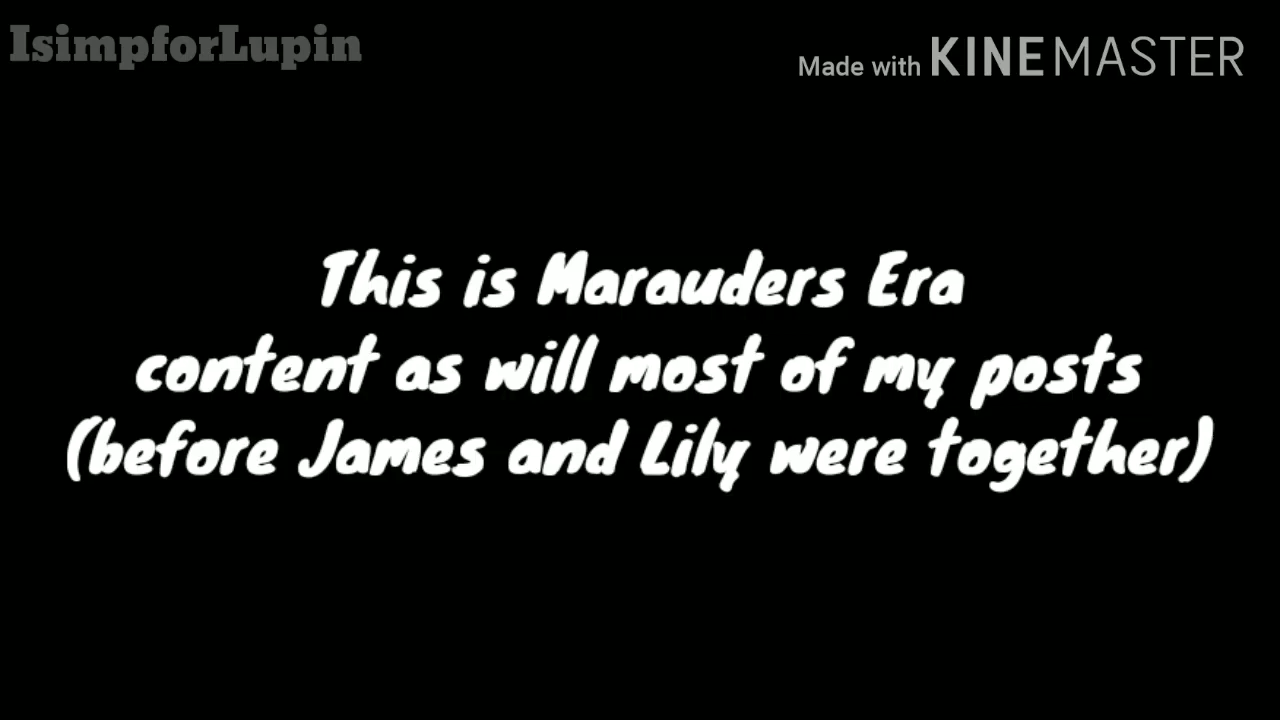 IsimpforLupin
Made with KINEMASTER
This is Marauders Era
content as will most of my posts
(before James and Lily were together)